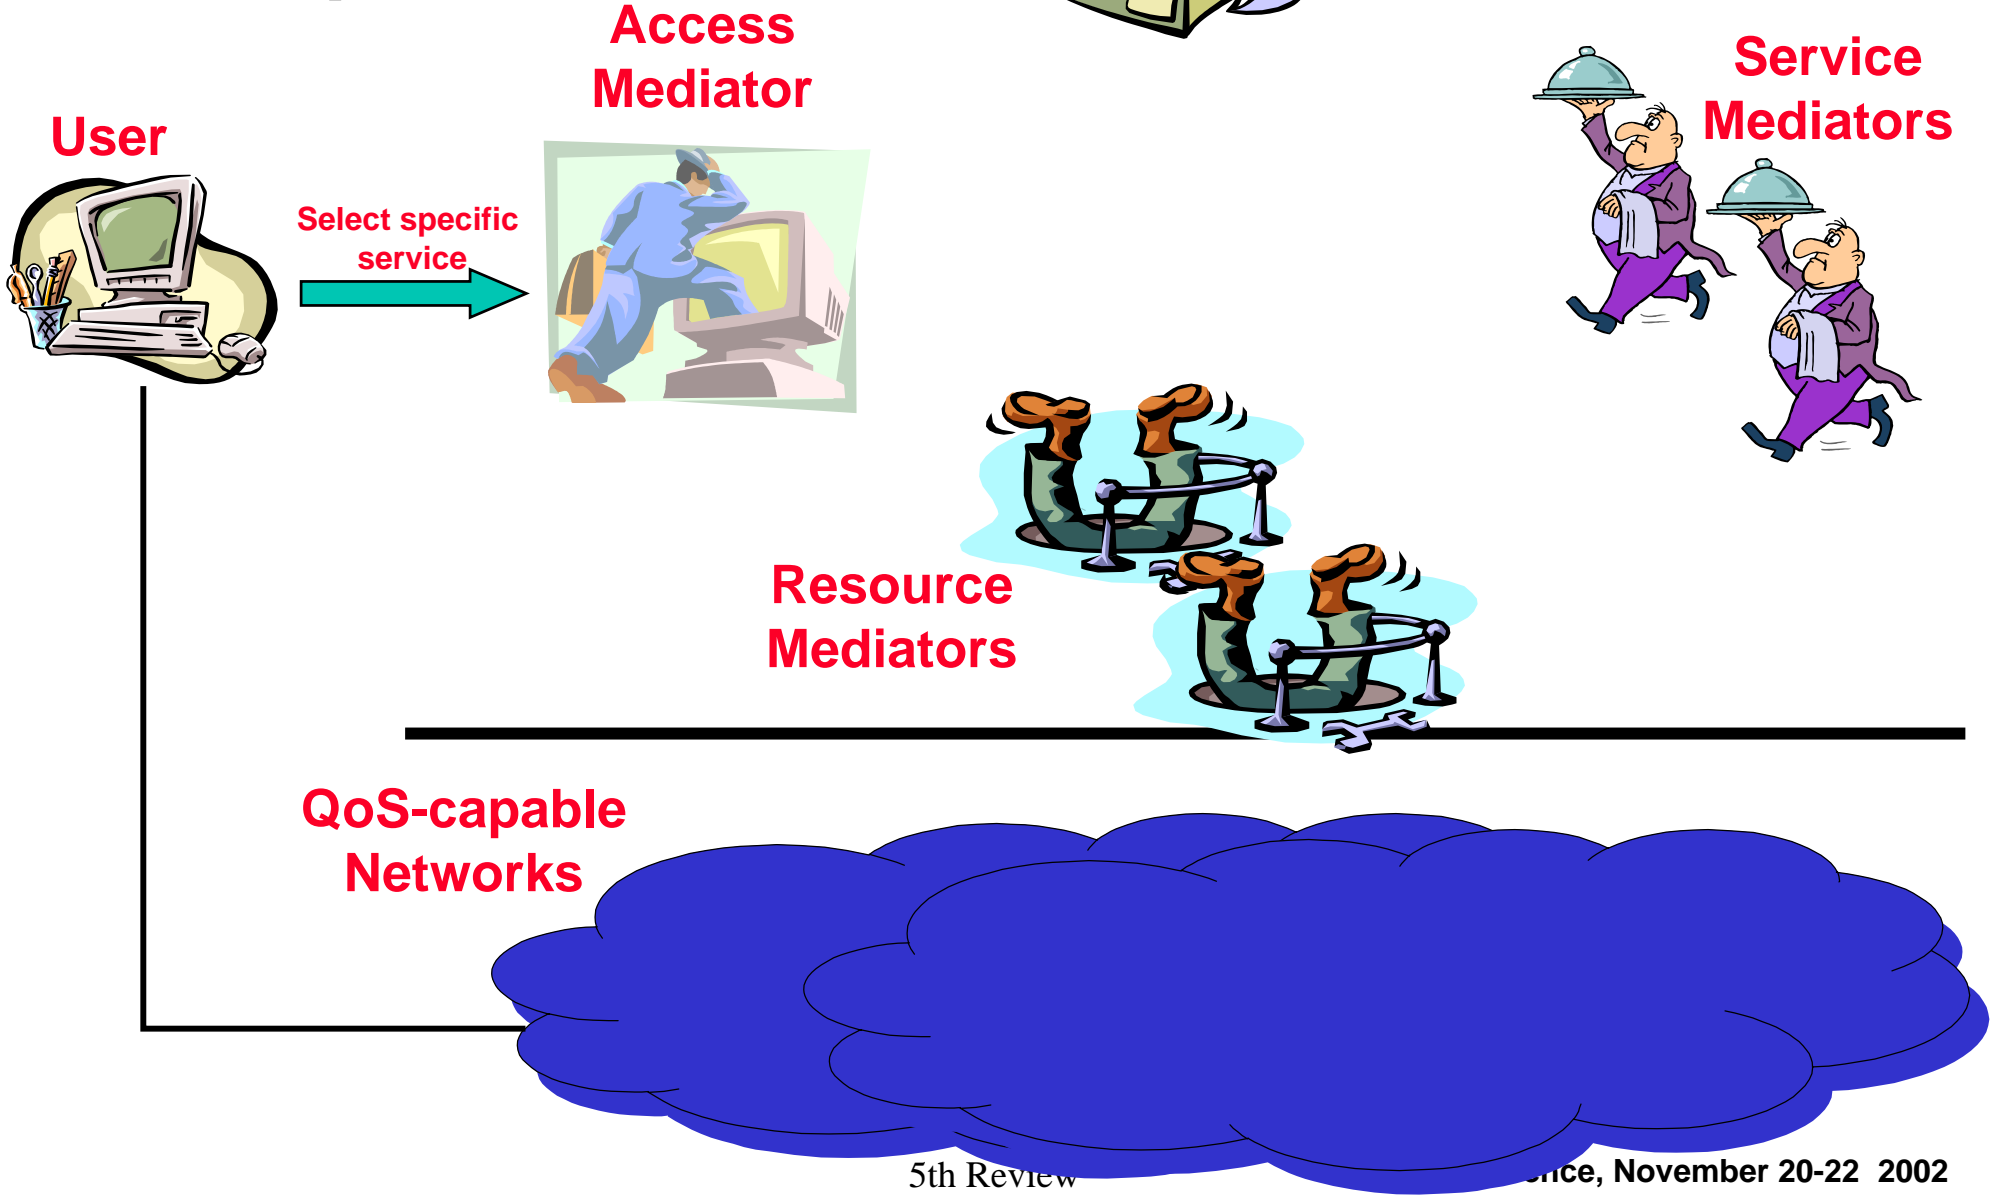 Access
Mediator
Service
Mediators
User
Select specific
service
Resource
Mediators
QoS-capable
Networks
5th Review
November 20-22 2002